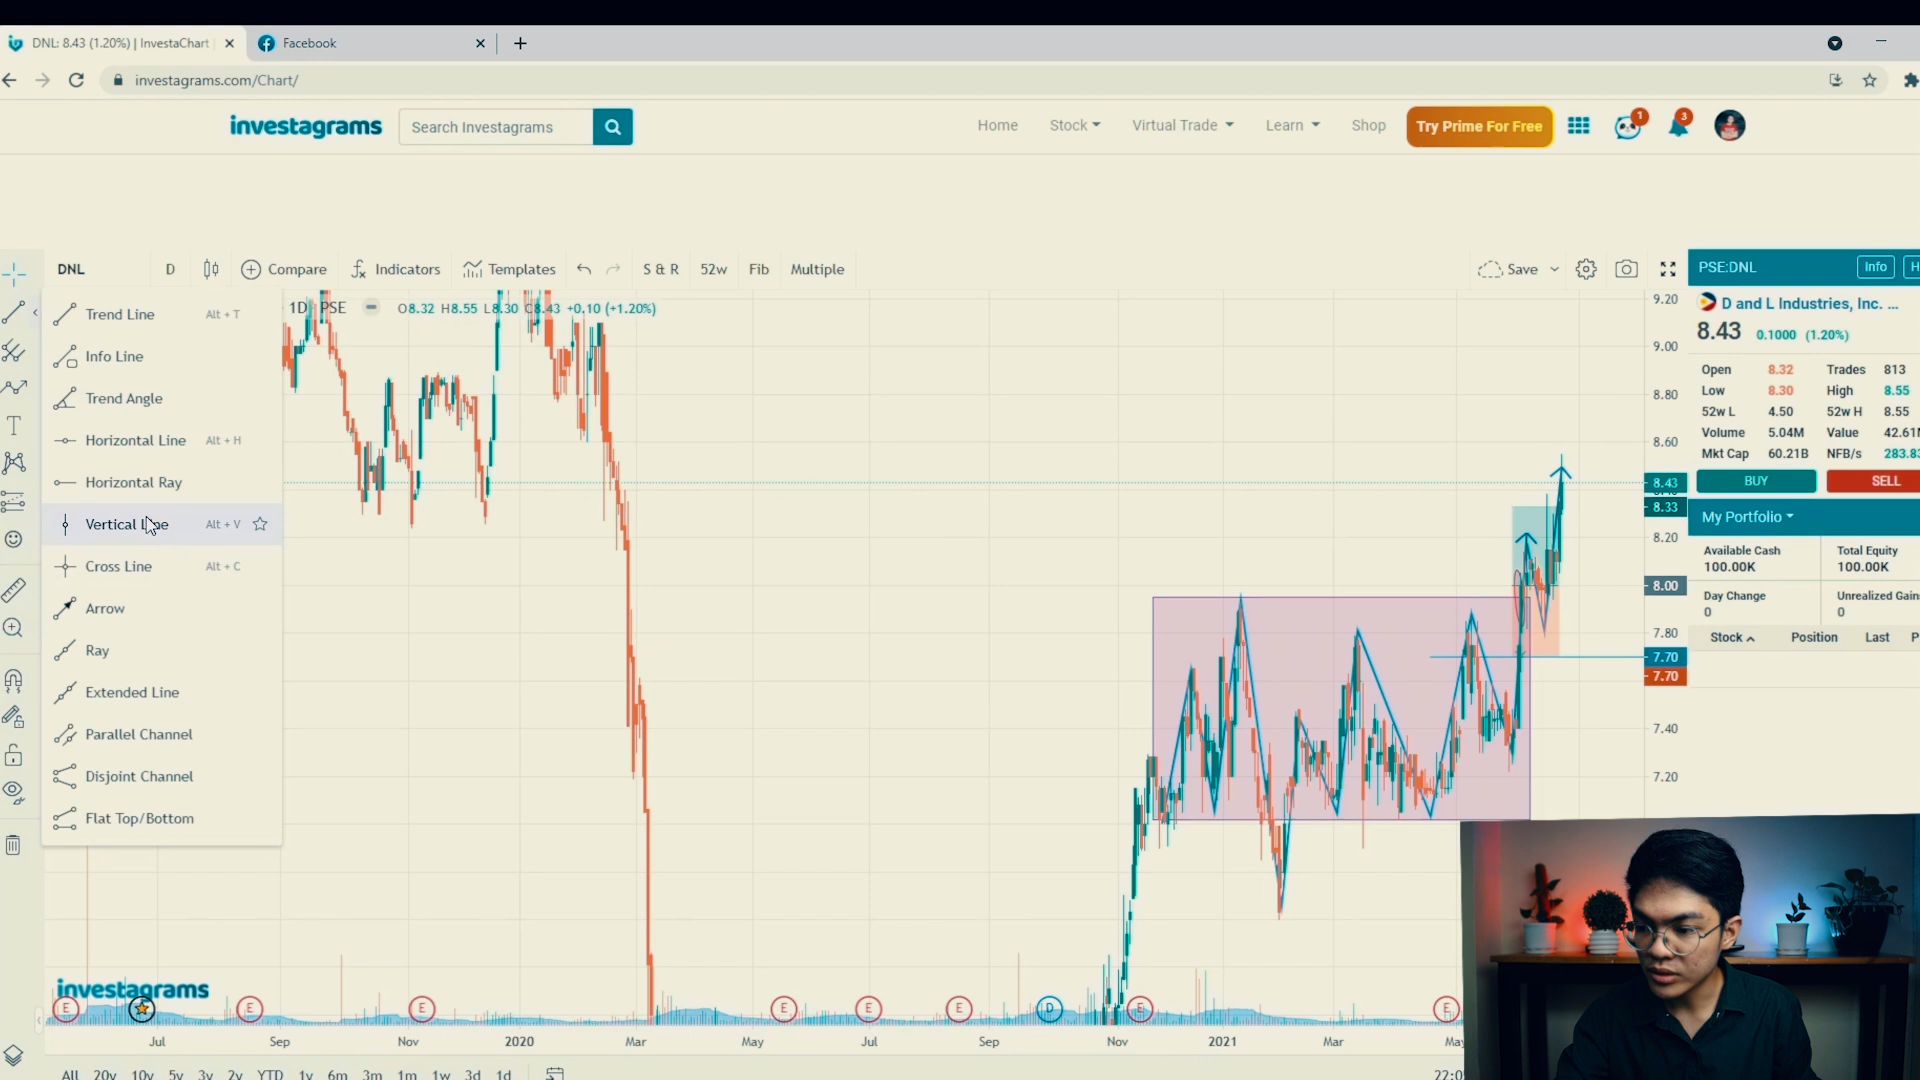 DNL: 8.43 (1.20%) | InvestaChart
Facebook
investagrams.com/Chart/
investagrams
Search Investagrams
Home
Stock
Virtual Trade
Learn
Shop
Try Prime For Free
1
3
DNL
D
Compare
Indicators
Templates
S & R
52w
Fib
Multiple
Save
PSE:DNL
Info
H
Trend Line Alt + T
Info Line
Trend Angle
Horizontal Line Alt + H
Horizontal Ray
Vertical Line Alt + V
Cross Line Alt + C
Arrow
Ray
Extended Line
Parallel Channel
Disjoint Channel
Flat Top/Bottom
1D PSE
O8.32 H8.55 L8.30 C8.43 +0.10 (+1.20%)
9.20
9.00
8.80
8.60
8.43
8.33
8.20
8.00
7.80
7.70
7.70
7.40
7.20
D and L Industries, Inc. ...
8.43 0.1000 (1.20%)
Open 8.32 Trades 813
Low 8.30 High 8.55
52w L 4.50 52w H 8.55
Volume 5.04M Value 42.61
Mkt Cap 60.21B NFB/s 283.83
BUY SELL
My Portfolio
Available Cash Total Equity
100.00K 100.00K
Day Change Unrealized Gain
0 0
Stock Position Last P
investagrams
E E E E E E D E E
Jul Sep Nov 2020 Mar May Jul Sep Nov 2021 Mar May
All 20y 10y 5y 3y 2y YTD 1y 6m 3m 1m 1w 3d 1d